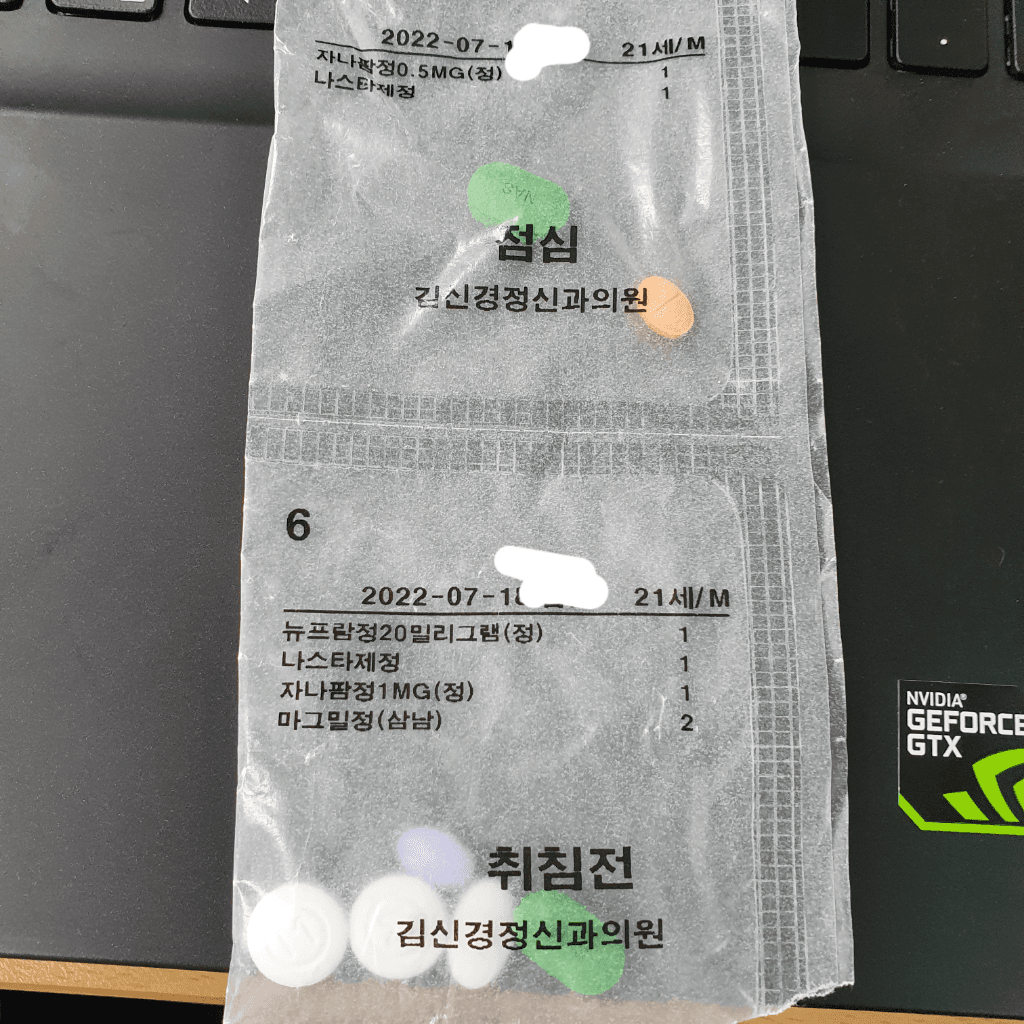 2022-07-1 21세/M
자나팜정0.5MG(정) 1
나스타제정 1
NAS
점심
김신경정신과의원
6
2022-07-18 21세/M
뉴프람정20밀리그램(정) 1
나스타제정 1
자나팜정1MG(정) 1
마그밀정(삼남) 2
취침전
김신경정신과의원
M
NVIDIA®
GEFORCE
GTX